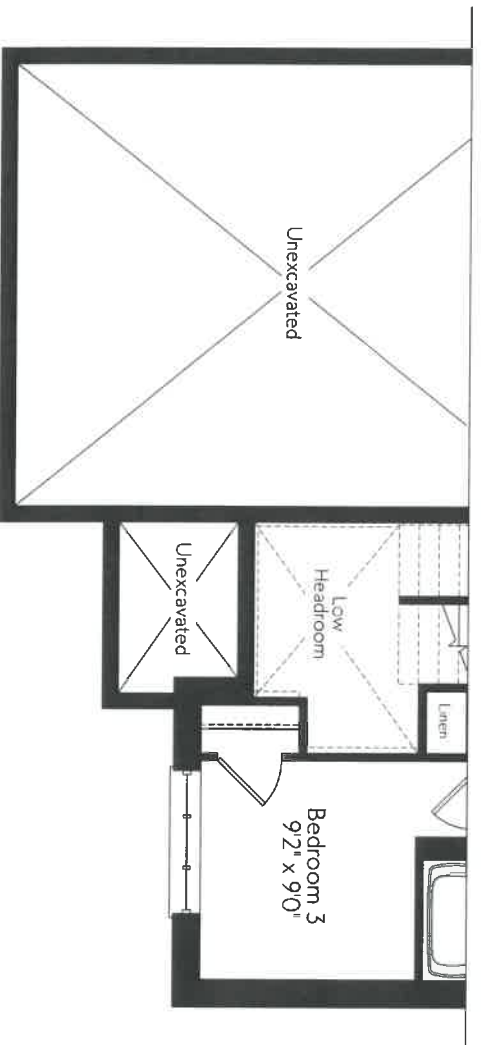 Unexcavated
Unexcavated
Low
Headroom
Linen
Bedroom 3
9'2" x 9'0"